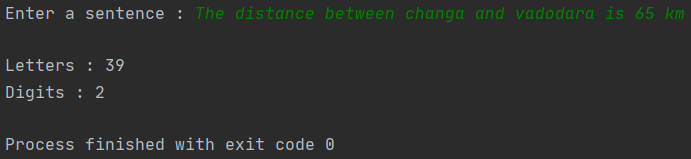 Enter a sentence : The distance between changa and vadodara is 65 km
Letters : 39
Digits : 2
Process finished with exit code 0